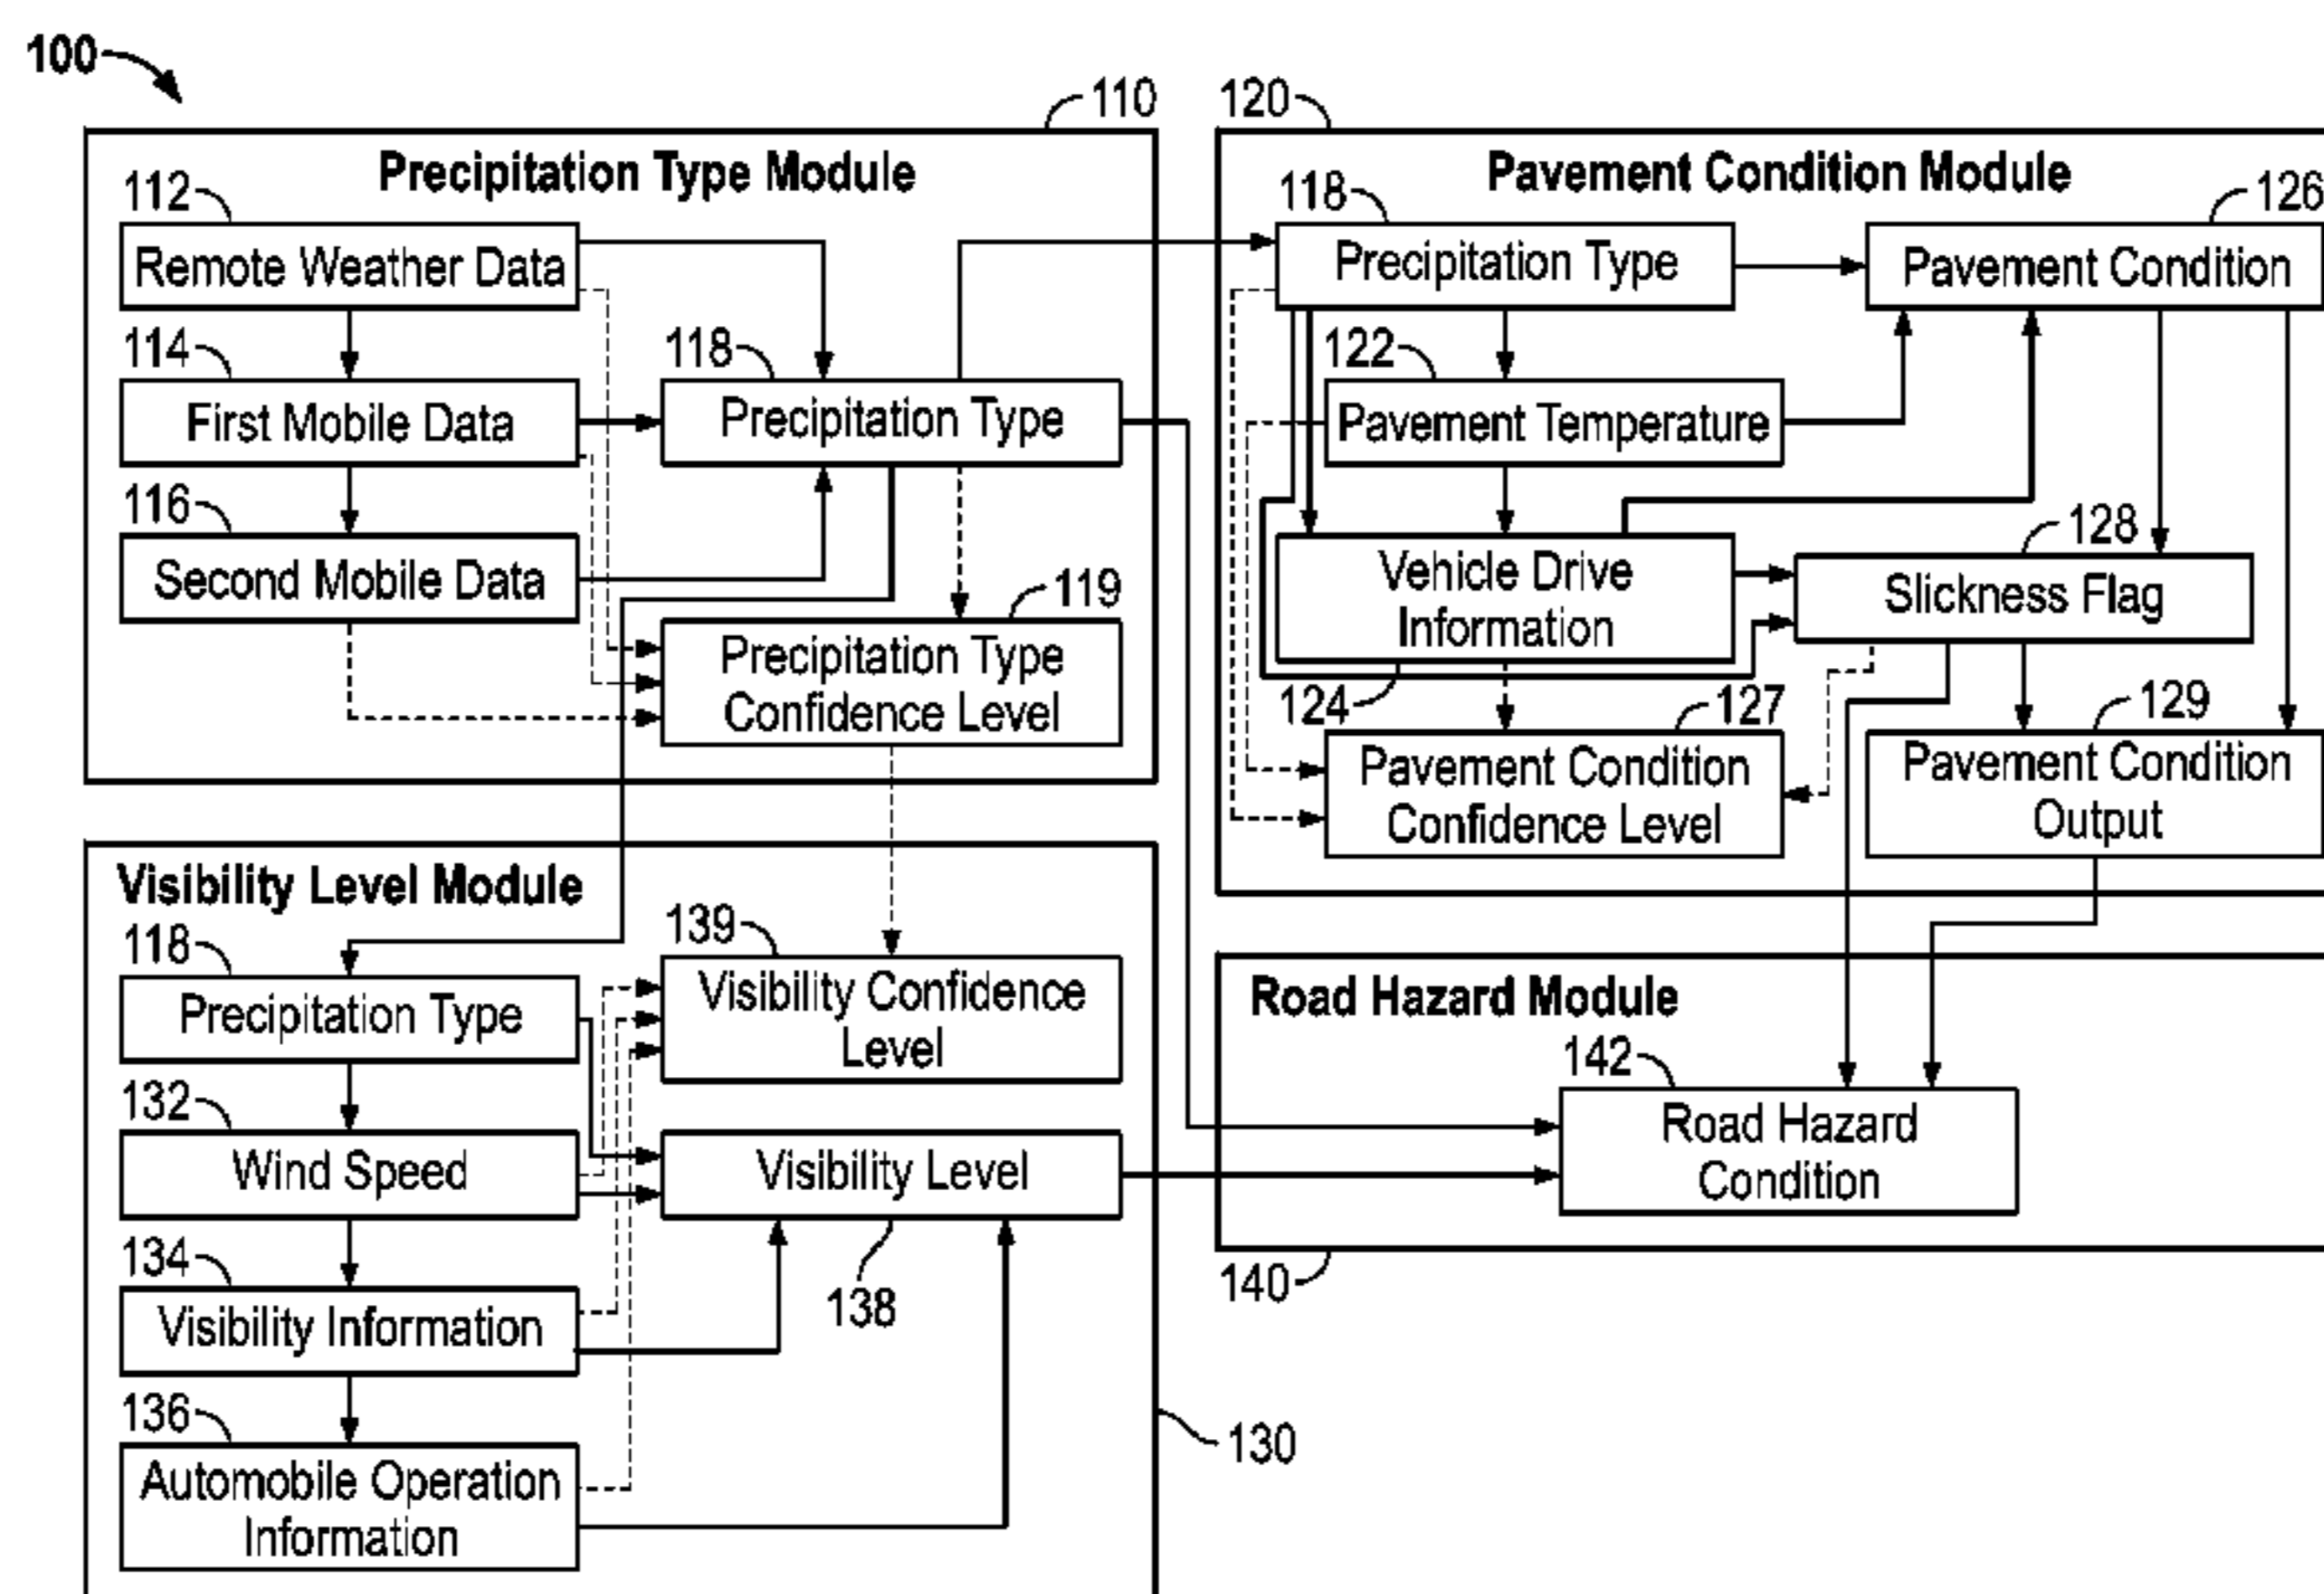 100
110
Precipitation Type Module
112
Remote Weather Data
114
First Mobile Data
116
Second Mobile Data
118
Precipitation Type
119
Precipitation Type
Confidence Level
120
Pavement Condition Module
118
Precipitation Type
126
Pavement Condition
122
Pavement Temperature
Vehicle Drive
Information
124
128
Slickness Flag
127
Pavement Condition
Confidence Level
129
Pavement Condition
Output
Visibility Level Module
118
Precipitation Type
139
Visibility Confidence
Level
132
Wind Speed
Visibility Level
138
134
Visibility Information
136
Automobile Operation
Information
130
Road Hazard Module
142
Road Hazard
Condition
140